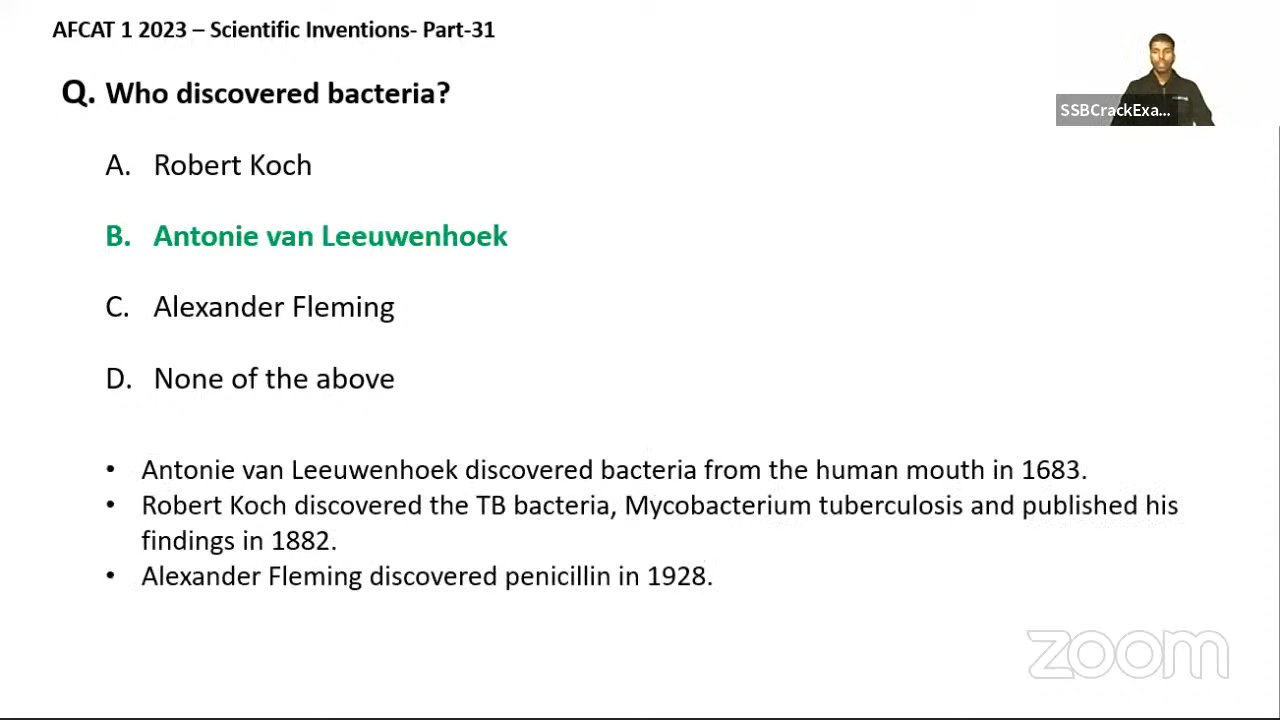 AFCAT 1 2023 – Scientific Inventions- Part-31
Q. Who discovered bacteria?
SSBCrackExa...
A. Robert Koch
B. Antonie van Leeuwenhoek
C. Alexander Fleming
D. None of the above
• Antonie van Leeuwenhoek discovered bacteria from the human mouth in 1683.
• Robert Koch discovered the TB bacteria, Mycobacterium tuberculosis and published his
findings in 1882.
• Alexander Fleming discovered penicillin in 1928.
zoom